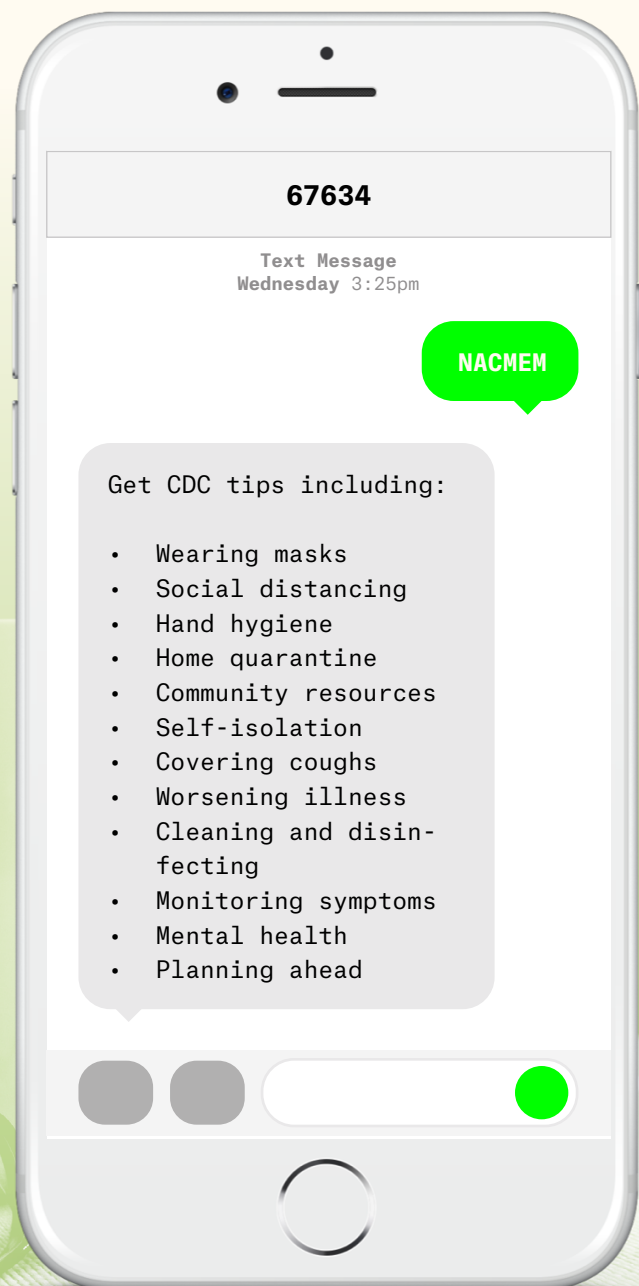 67634
Text Message
Wednesday 3:25pm
NACMEM
Get CDC tips including:
• Wearing masks
• Social distancing
• Hand hygiene
• Home quarantine
• Community resources
• Self-isolation
• Covering coughs
• Worsening illness
• Cleaning and disin-
fecting
• Monitoring symptoms
• Mental health
• Planning ahead